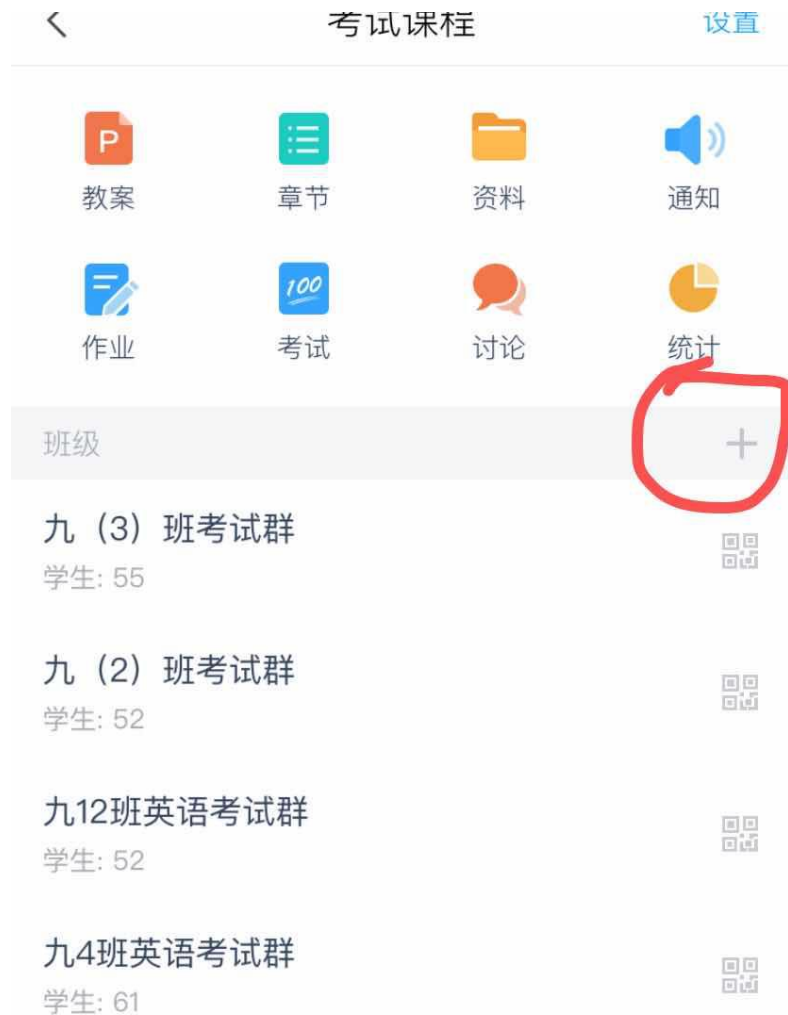 考试课程 设置
P
教案 章节 资料 通知
100
作业 考试 讨论 统计
班级 +
九（3）班考试群
学生: 55
九（2）班考试群
学生: 52
九12班英语考试群
学生: 52
九4班英语考试群
学生: 61